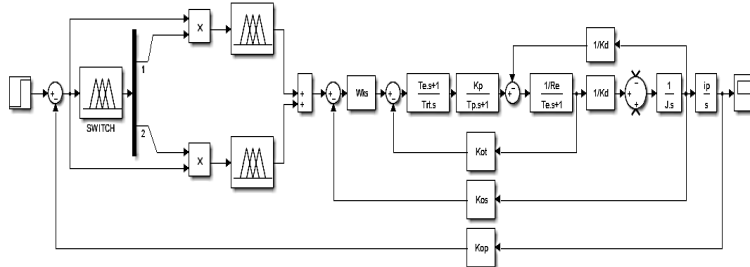 SWITCH
1
2
X
X
+
+
+
-
+
-
Wks
+
-
Te.s+1
Trt.s
Kp
Tp.s+1
+
-
1/Re
Te.s+1
1/Kd
1/Kd
-
1
J.s
ip
s
Kot
Kos
Kop